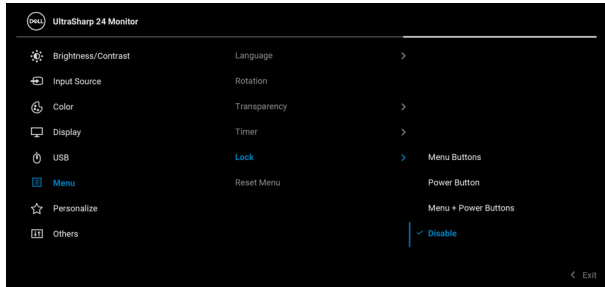 DELL UltraSharp 24 Monitor
Brightness/Contrast
Input Source
Color
Display
USB
Menu
Personalize
Others
Language
Rotation
Transparency
Timer
Lock
Reset Menu
Menu Buttons
Power Button
Menu + Power Buttons
Disable
Exit